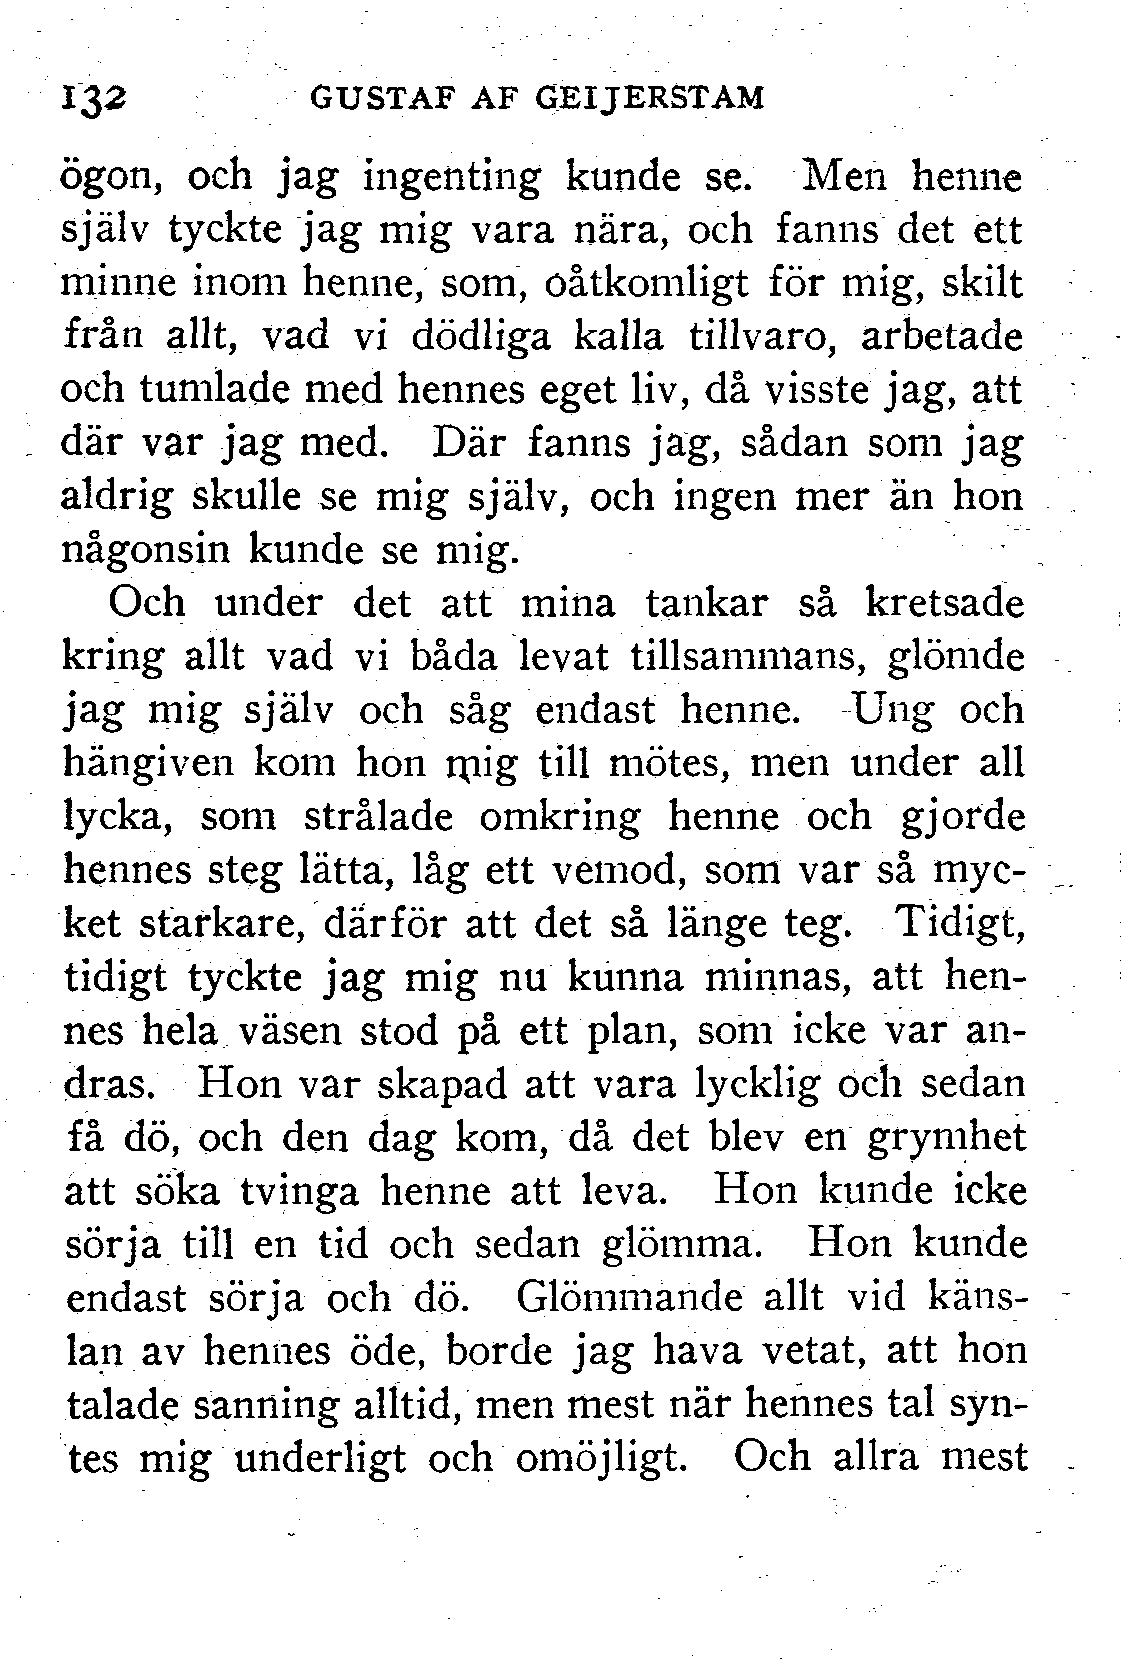 132 GUSTAF AF GEIJERSTAM
ögon, och jag ingenting kunde se. Men henne
själv tyckte jag mig vara nära, och fanns det ett
minne inom henne, som, oåtkomligt för mig, skilt
från allt, vad vi dödliga kalla tillvaro, arbetade
och tumlade med hennes eget liv, då visste jag, att
där var jag med. Där fanns jag, sådan som jag
aldrig skulle se mig själv, och ingen mer än hon
någonsin kunde se mig.
Och under det att mina tankar så kretsade
kring allt vad vi båda levat tillsammans, glömde
jag mig själv och såg endast henne. Ung och
hängiven kom hon mig till mötes, men under all
lycka, som strålade omkring henne och gjorde
hennes steg lätta, låg ett vemod, som var så myc-
ket starkare, därför att det så länge teg. Tidigt,
tidigt tyckte jag mig nu kunna minnas, att hen-
nes hela väsen stod på ett plan, som icke var an-
dras. Hon var skapad att vara lycklig och sedan
få dö, och den dag kom, då det blev en grymhet
att söka tvinga henne att leva. Hon kunde icke
sörja till en tid och sedan glömma. Hon kunde
endast sörja och dö. Glömmande allt vid käns-
lan av hennes öde, borde jag hava vetat, att hon
talade sanning alltid, men mest när hennes tal syn-
tes mig underligt och omöjligt. Och allra mest